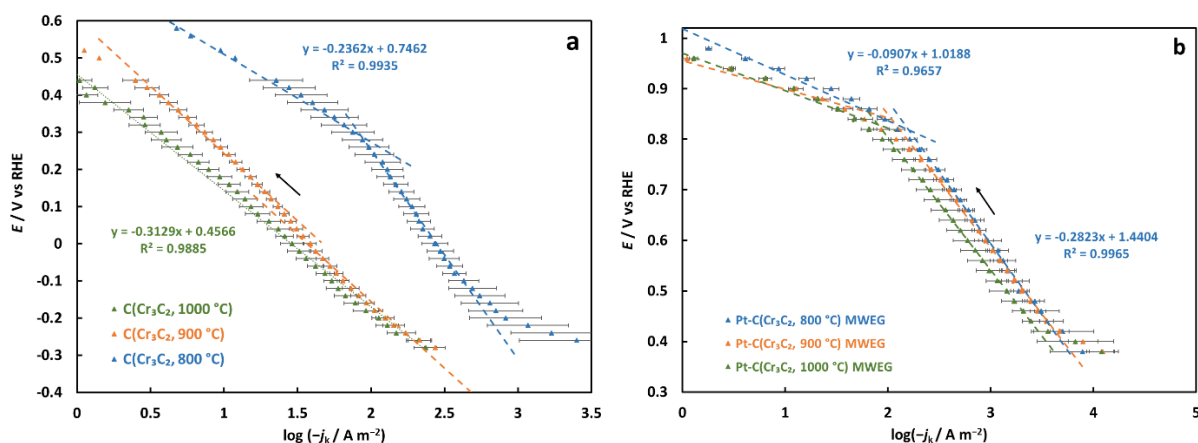 a
0.6
0.5
0.4
0.3
0.2
0.1
0
-0.1
-0.2
-0.3
-0.4
E / V vs RHE
y = -0.2362x + 0.7462
R² = 0.9935
y = -0.3129x + 0.4566
R² = 0.9885
C(Cr₃C₂, 1000 °C)
C(Cr₃C₂, 900 °C)
C(Cr₃C₂, 800 °C)
0 0.5 1 1.5 2 2.5 3 3.5
log (−jₖ / A m⁻²)
b
1
0.9
0.8
0.7
0.6
0.5
0.4
0.3
E / V vs RHE
y = -0.0907x + 1.0188
R² = 0.9657
y = -0.2823x + 1.4404
R² = 0.9965
Pt-C(Cr₃C₂, 800 °C) MWEG
Pt-C(Cr₃C₂, 900 °C) MWEG
Pt-C(Cr₃C₂, 1000 °C) MWEG
0 1 2 3 4 5
log(−jₖ / A m⁻²)